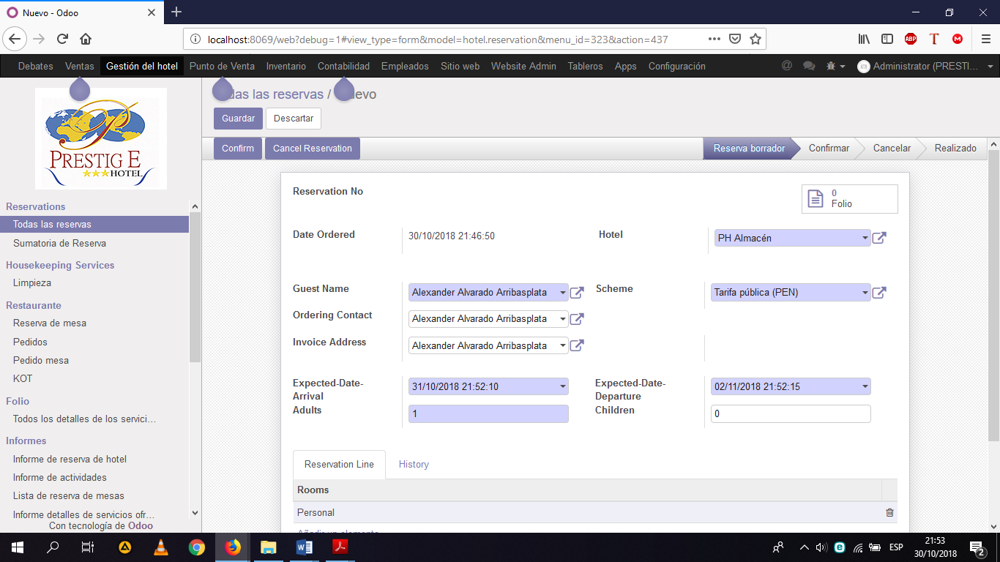 Nuevo - Odoo
localhost:8069/web?debug=1#view_type=form&model=hotel.reservation&menu_id=323&action=437
ABP
T
M
Debates Ventas Gestión del hotel Punto de Venta Inventario Contabilidad Empleados Sitio web Website Admin Tableros Apps Configuración
@
Administrator (PRESTI...
PRESTIG E
HOTEL
das las reservas / evo
Guardar Descartar
Confirm Cancel Reservation
Reserva borrador Confirmar Cancelar Realizado
Reservations
Todas las reservas
Sumatoria de Reserva
Housekeeping Services
Limpieza
Restaurante
Reserva de mesa
Pedidos
Pedido mesa
KOT
Folio
Todos los detalles de los servici...
Informes
Informe de reserva de hotel
Informe de actividades
Lista de reserva de mesas
Informe detalles de servicios ofr...
Con tecnología de Odoo
Reservation No
0
Folio
Date Ordered 30/10/2018 21:46:50 Hotel PH Almacén
Guest Name Alexander Alvarado Arribasplata Scheme Tarifa pública (PEN)
Ordering Contact Alexander Alvarado Arribasplata
Invoice Address Alexander Alvarado Arribasplata
Expected-Date-
Arrival 31/10/2018 21:52:10
Expected-Date-
Departure 02/11/2018 21:52:15
Adults 1 Children 0
Reservation Line History
Rooms
Personal
Añadir un elemento
ESP
21:53
30/10/2018
2